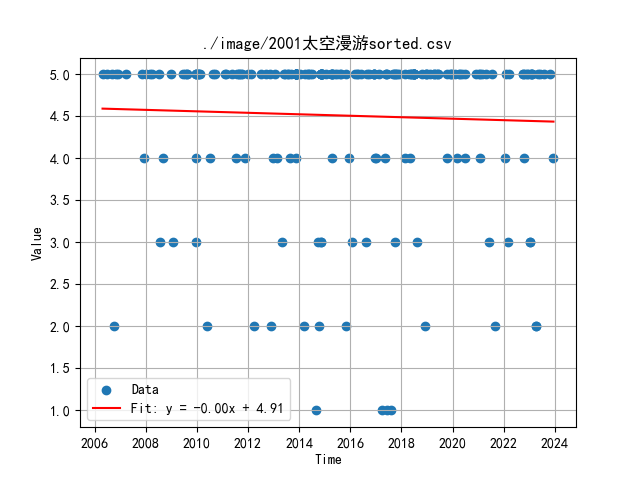 ./image/2001太空漫游sorted.csv
5.0
4.5
4.0
3.5
3.0
2.5
2.0
1.5
1.0
Value
Data
Fit: y = -0.00x + 4.91
2006 2008 2010 2012 2014 2016 2018 2020 2022 2024
Time